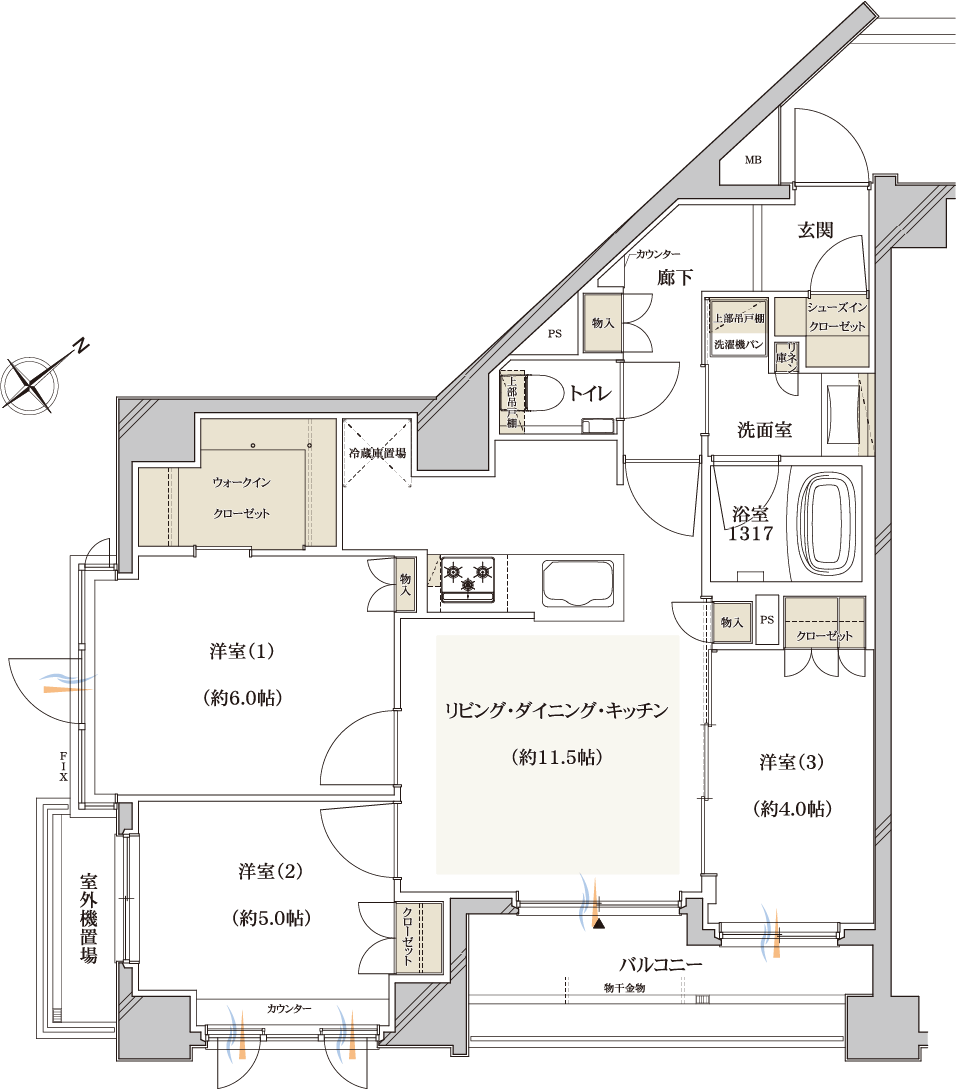 MB
玄関
カウンター
廊下
シューズイン
クローゼット
上部吊戸棚
洗濯機パン
リネン
庫
物入
PS
トイレ
上部吊戸棚
洗面室
N
冷蔵庫置場
ウォークイン
クローゼット
浴室
1317
物入
物入
PS
クローゼット
洋室(1)
(約6.0帖)
リビング・ダイニング・キッチン
(約11.5帖)
洋室(3)
(約4.0帖)
FIX
洋室(2)
(約5.0帖)
室外機置場
クローゼット
バルコニー
物干金物
カウンター